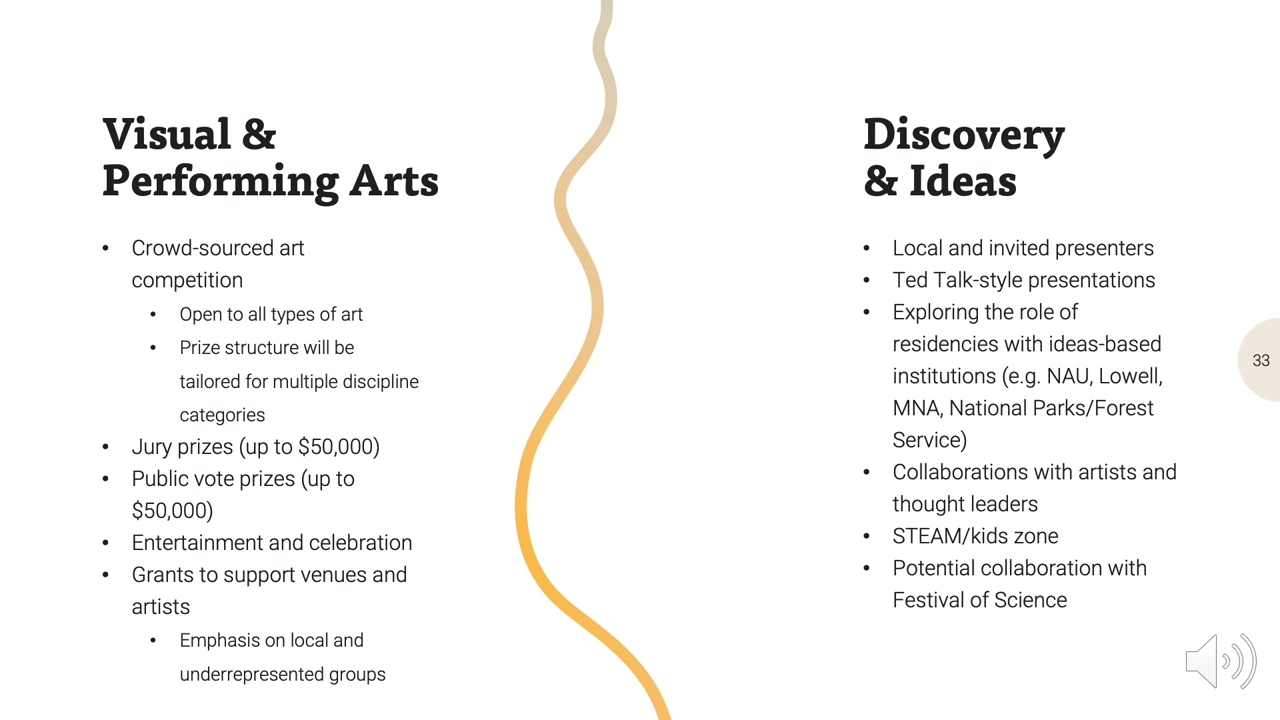 Visual &
Performing Arts
• Crowd-sourced art
competition
• Open to all types of art
• Prize structure will be
tailored for multiple discipline
categories
• Jury prizes (up to $50,000)
• Public vote prizes (up to
$50,000)
• Entertainment and celebration
• Grants to support venues and
artists
• Emphasis on local and
underrepresented groups
Discovery
& Ideas
• Local and invited presenters
• Ted Talk-style presentations
• Exploring the role of
residencies with ideas-based
institutions (e.g. NAU, Lowell,
MNA, National Parks/Forest
Service)
• Collaborations with artists and
thought leaders
• STEAM/kids zone
• Potential collaboration with
Festival of Science
33